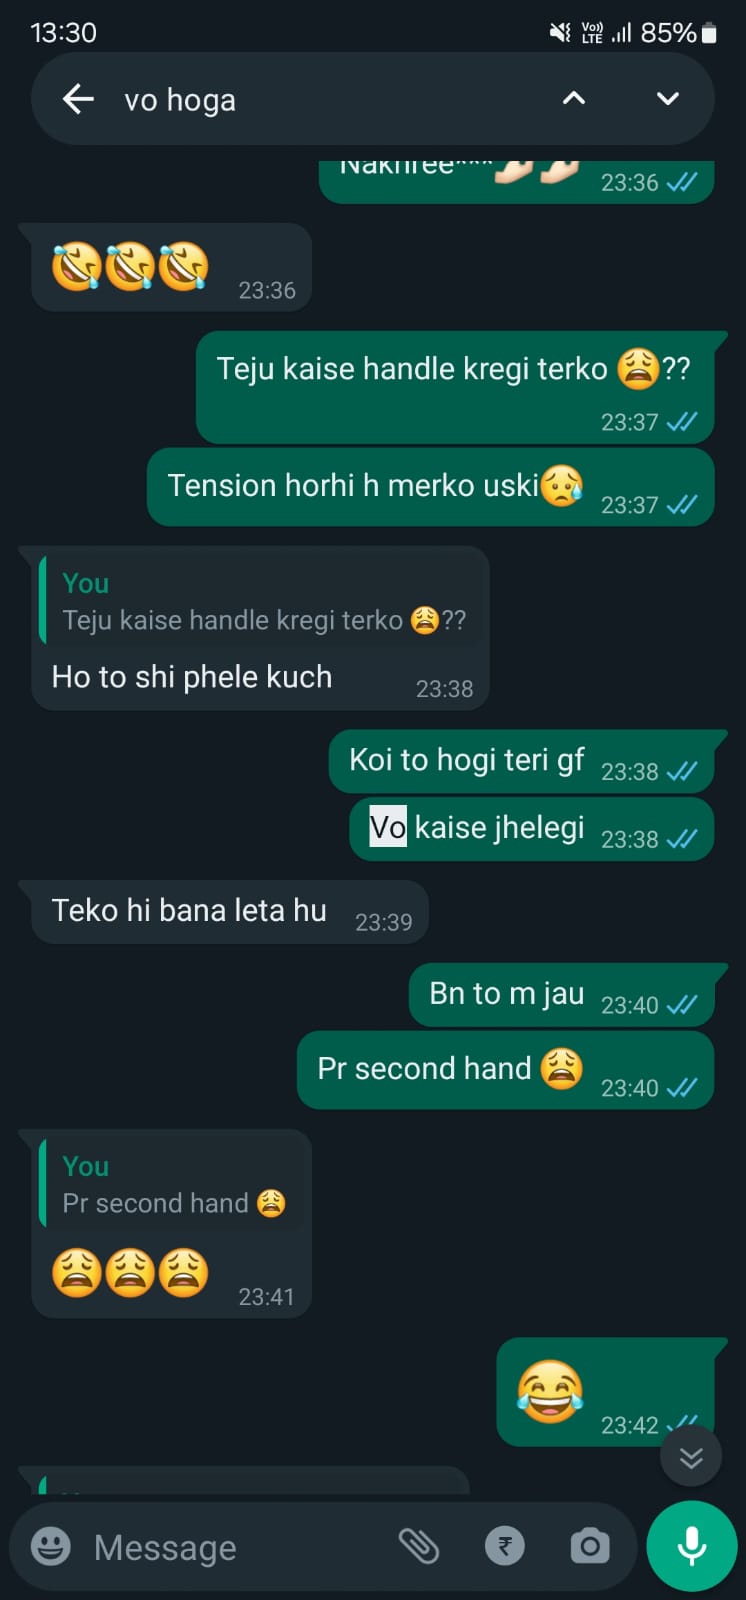 13:30
Vo)) LTE 85%
vo hoga
Nakhree*** 🤌🏻🤌🏻 23:36
🤣🤣🤣 23:36
Teju kaise handle kregi terko 😩??
23:37
Tension horhi h merko uski😥 23:37
You
Teju kaise handle kregi terko 😩??
Ho to shi phele kuch 23:38
Koi to hogi teri gf 23:38
Vo kaise jhelegi 23:38
Teko hi bana leta hu 23:39
Bn to m jau 23:40
Pr second hand 😩 23:40
You
Pr second hand 😩
😩😩😩 23:41
😂 23:42
Message
₹